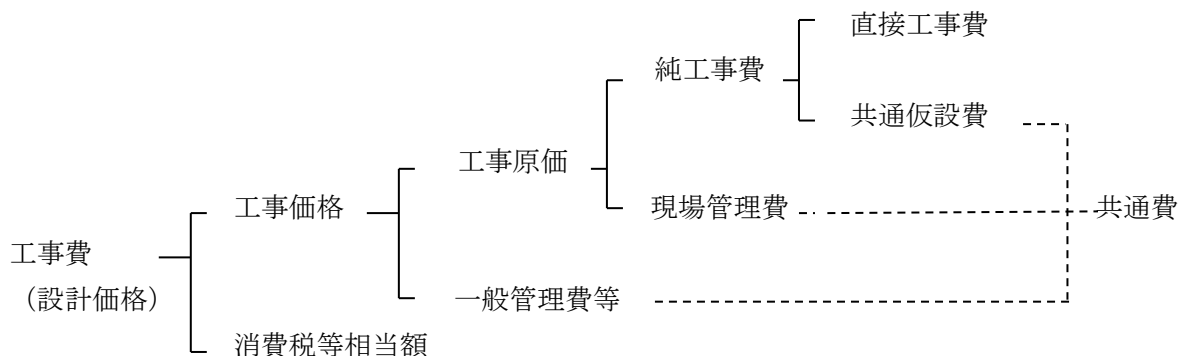 直接工事費
純工事費
共通仮設費
工事原価
工事価格
現場管理費
共通費
工事費
（設計価格）
一般管理費等
消費税等相当額